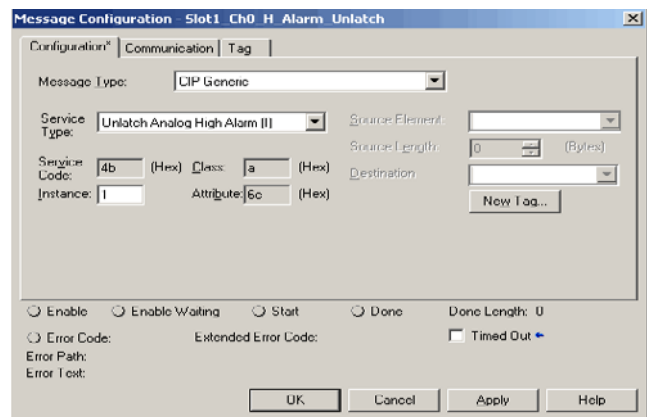 Message Configuration - Slot1_Ch0_H_Alarm_Unlatch
Configuration* Communication Tag
Message Type: CIP Generic
Service Type: Unlatch Analog High Alarm (I)
Source Element:
Source Length: 0 (Bytes)
Service Code: 4b (Hex) Class: a (Hex)
Destination
Instance: 1 Attribute: 6c (Hex)
New Tag...
Enable Enable Waiting Start Done Done Length: 0
Error Code: Extended Error Code: Timed Out
Error Path:
Error Text:
OK Cancel Apply Help